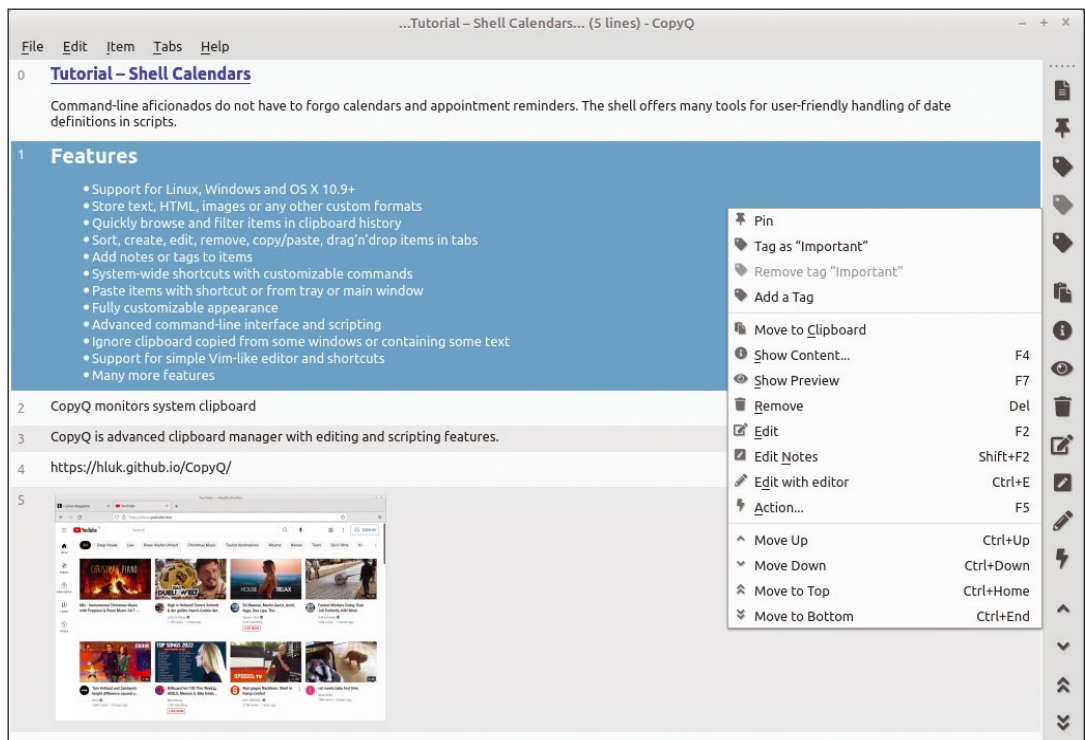 ...Tutorial – Shell Calendars... (5 lines) - CopyQ
File Edit Item Tabs Help
0 Tutorial – Shell Calendars
Command-line aficionados do not have to forgo calendars and appointment reminders. The shell offers many tools for user-friendly handling of date
definitions in scripts.
1 Features
• Support for Linux, Windows and OS X 10.9+
• Store text, HTML, images or any other custom formats
• Quickly browse and filter items in clipboard history
• Sort, create, edit, remove, copy/paste, drag'n'drop items in tabs
• Add notes or tags to items
• System-wide shortcuts with customizable commands
• Paste items with shortcut or from tray or main window
• Fully customizable appearance
• Advanced command-line interface and scripting
• Ignore clipboard copied from some windows or containing some text
• Support for simple Vim-like editor and shortcuts
• Many more features
2 CopyQ monitors system clipboard
3 CopyQ is advanced clipboard manager with editing and scripting features.
4 https://hluk.github.io/CopyQ/
5
YouTube
CHRISTMAS PIANO
HOUSE RELAX
TOP SONGS 2022
Pin
Tag as “Important”
Remove tag “Important”
Add a Tag
Move to Clipboard
Show Content... F4
Show Preview F7
Remove Del
Edit F2
Edit Notes Shift+F2
Edit with editor Ctrl+E
Action... F5
Move Up Ctrl+Up
Move Down Ctrl+Down
Move to Top Ctrl+Home
Move to Bottom Ctrl+End